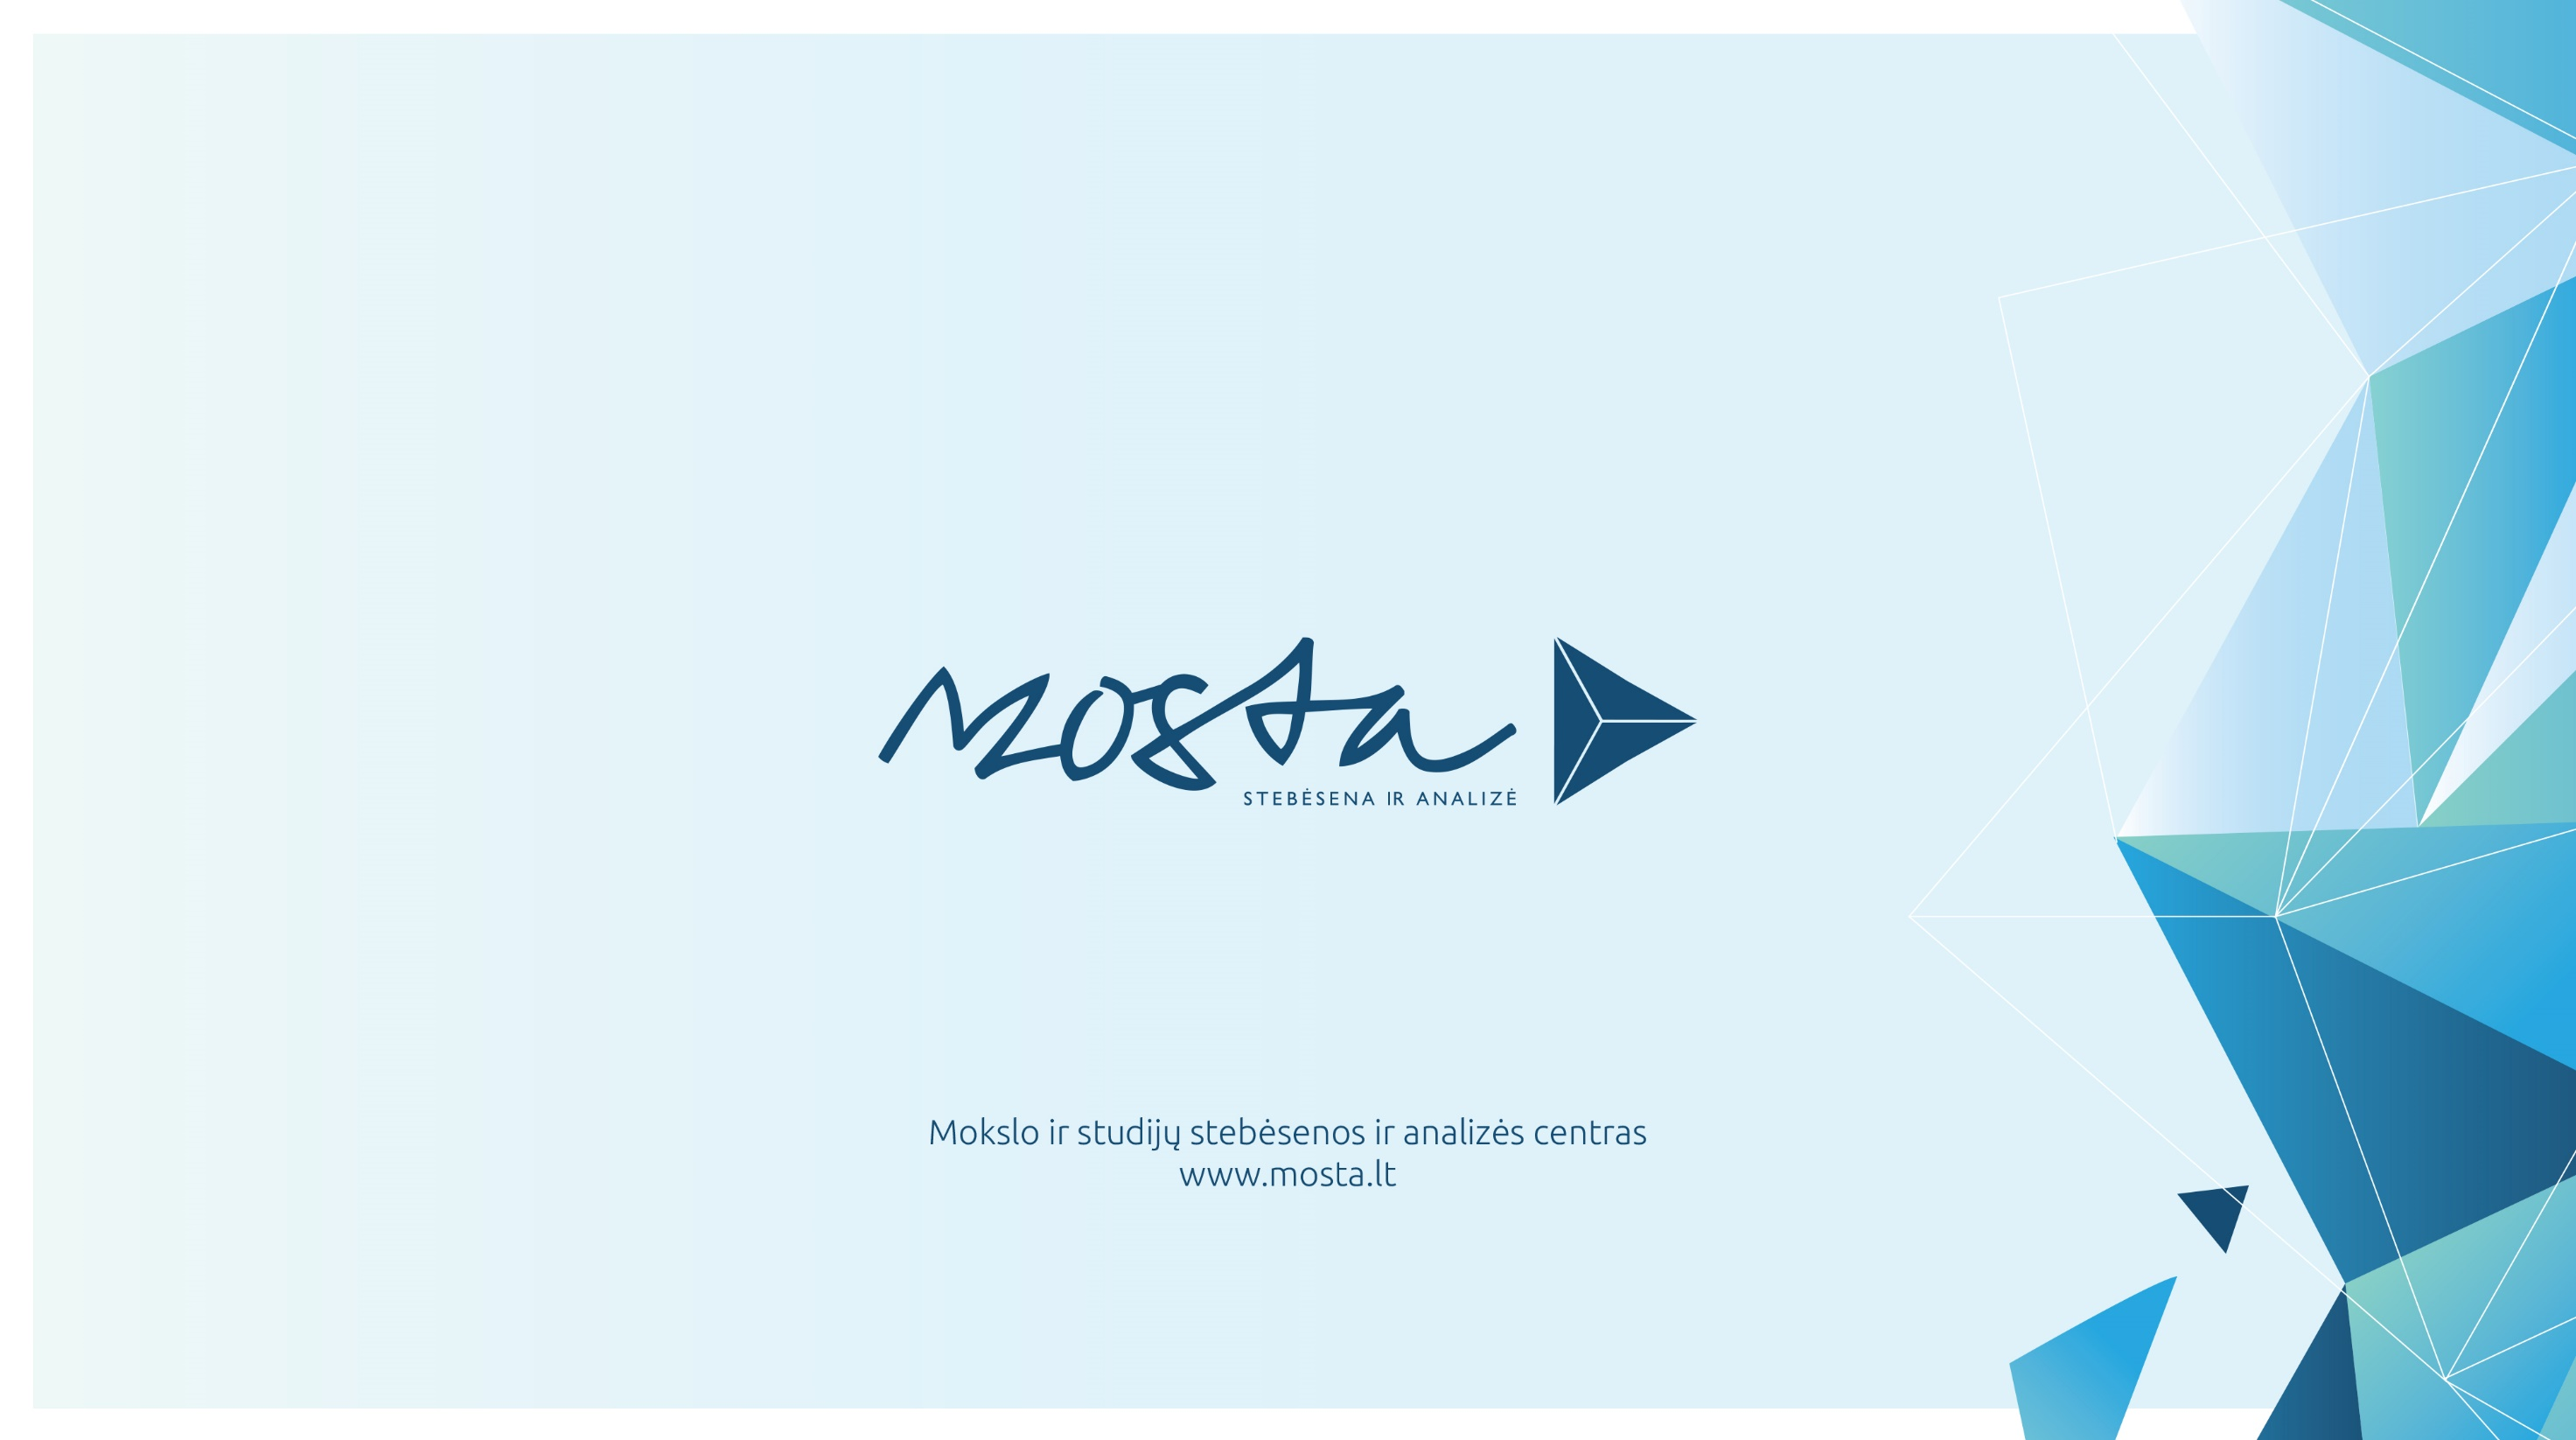 mosta
STEBĖSENA IR ANALIZĖ
Mokslo ir studijų stebėsenos ir analizės centras
www.mosta.lt